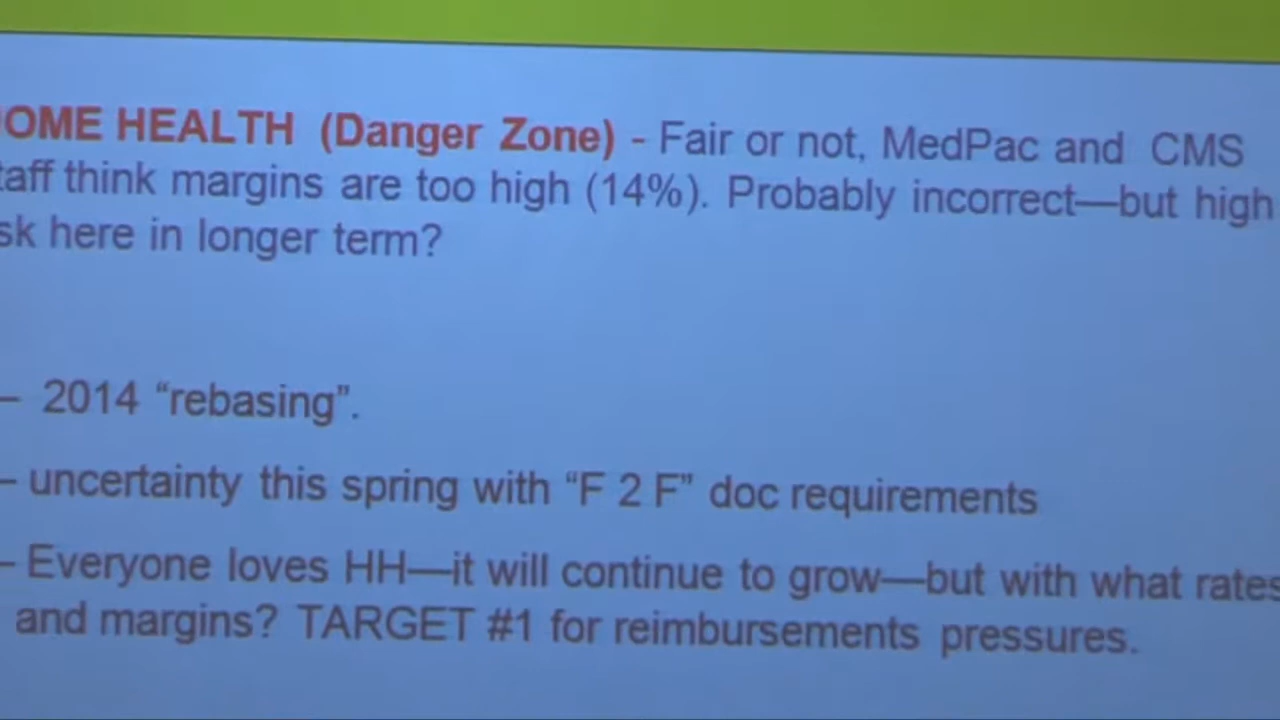 OME HEALTH (Danger Zone) - Fair or not, MedPac and CMS
taff think margins are too high (14%). Probably incorrect—but high
sk here in longer term?
– 2014 “rebasing”.
– uncertainty this spring with “F 2 F” doc requirements
– Everyone loves HH—it will continue to grow—but with what rates
and margins? TARGET #1 for reimbursements pressures.